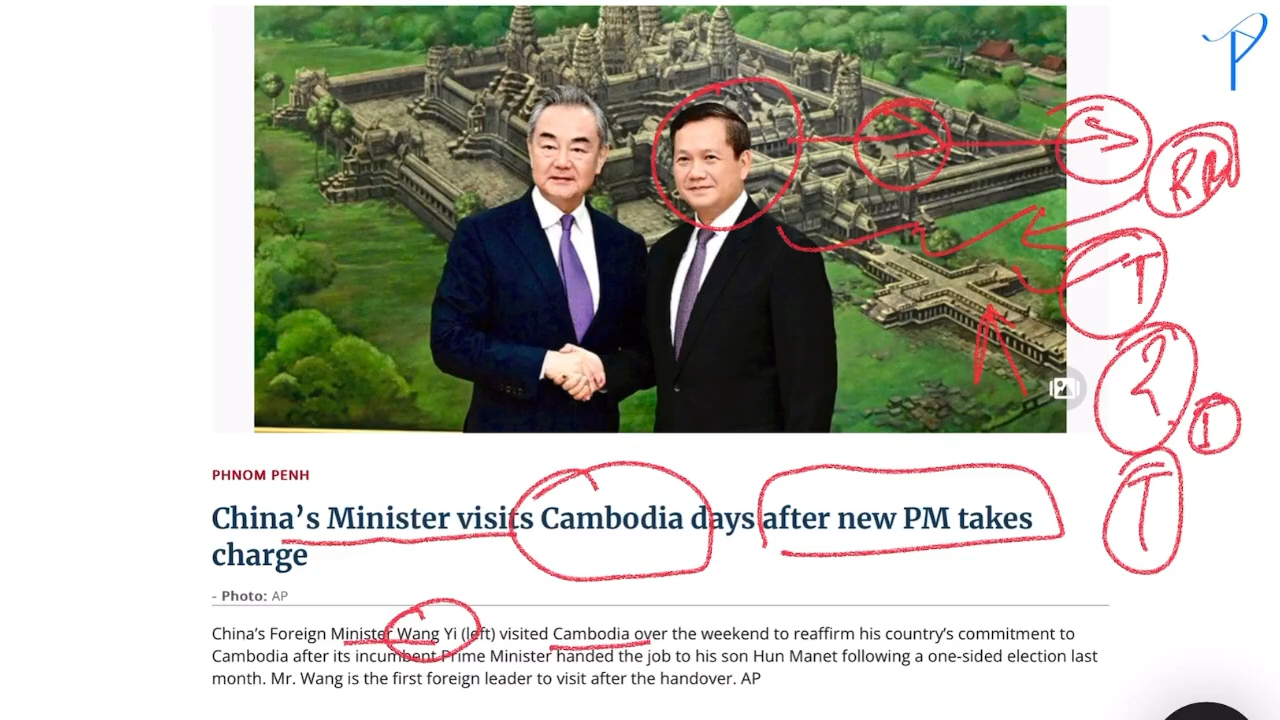 PHNOM PENH
China’s Minister visits Cambodia days after new PM takes
charge
- Photo: AP
China’s Foreign Minister Wang Yi (left) visited Cambodia over the weekend to reaffirm his country’s commitment to
Cambodia after its incumbent Prime Minister handed the job to his son Hun Manet following a one-sided election last
month. Mr. Wang is the first foreign leader to visit after the handover. AP